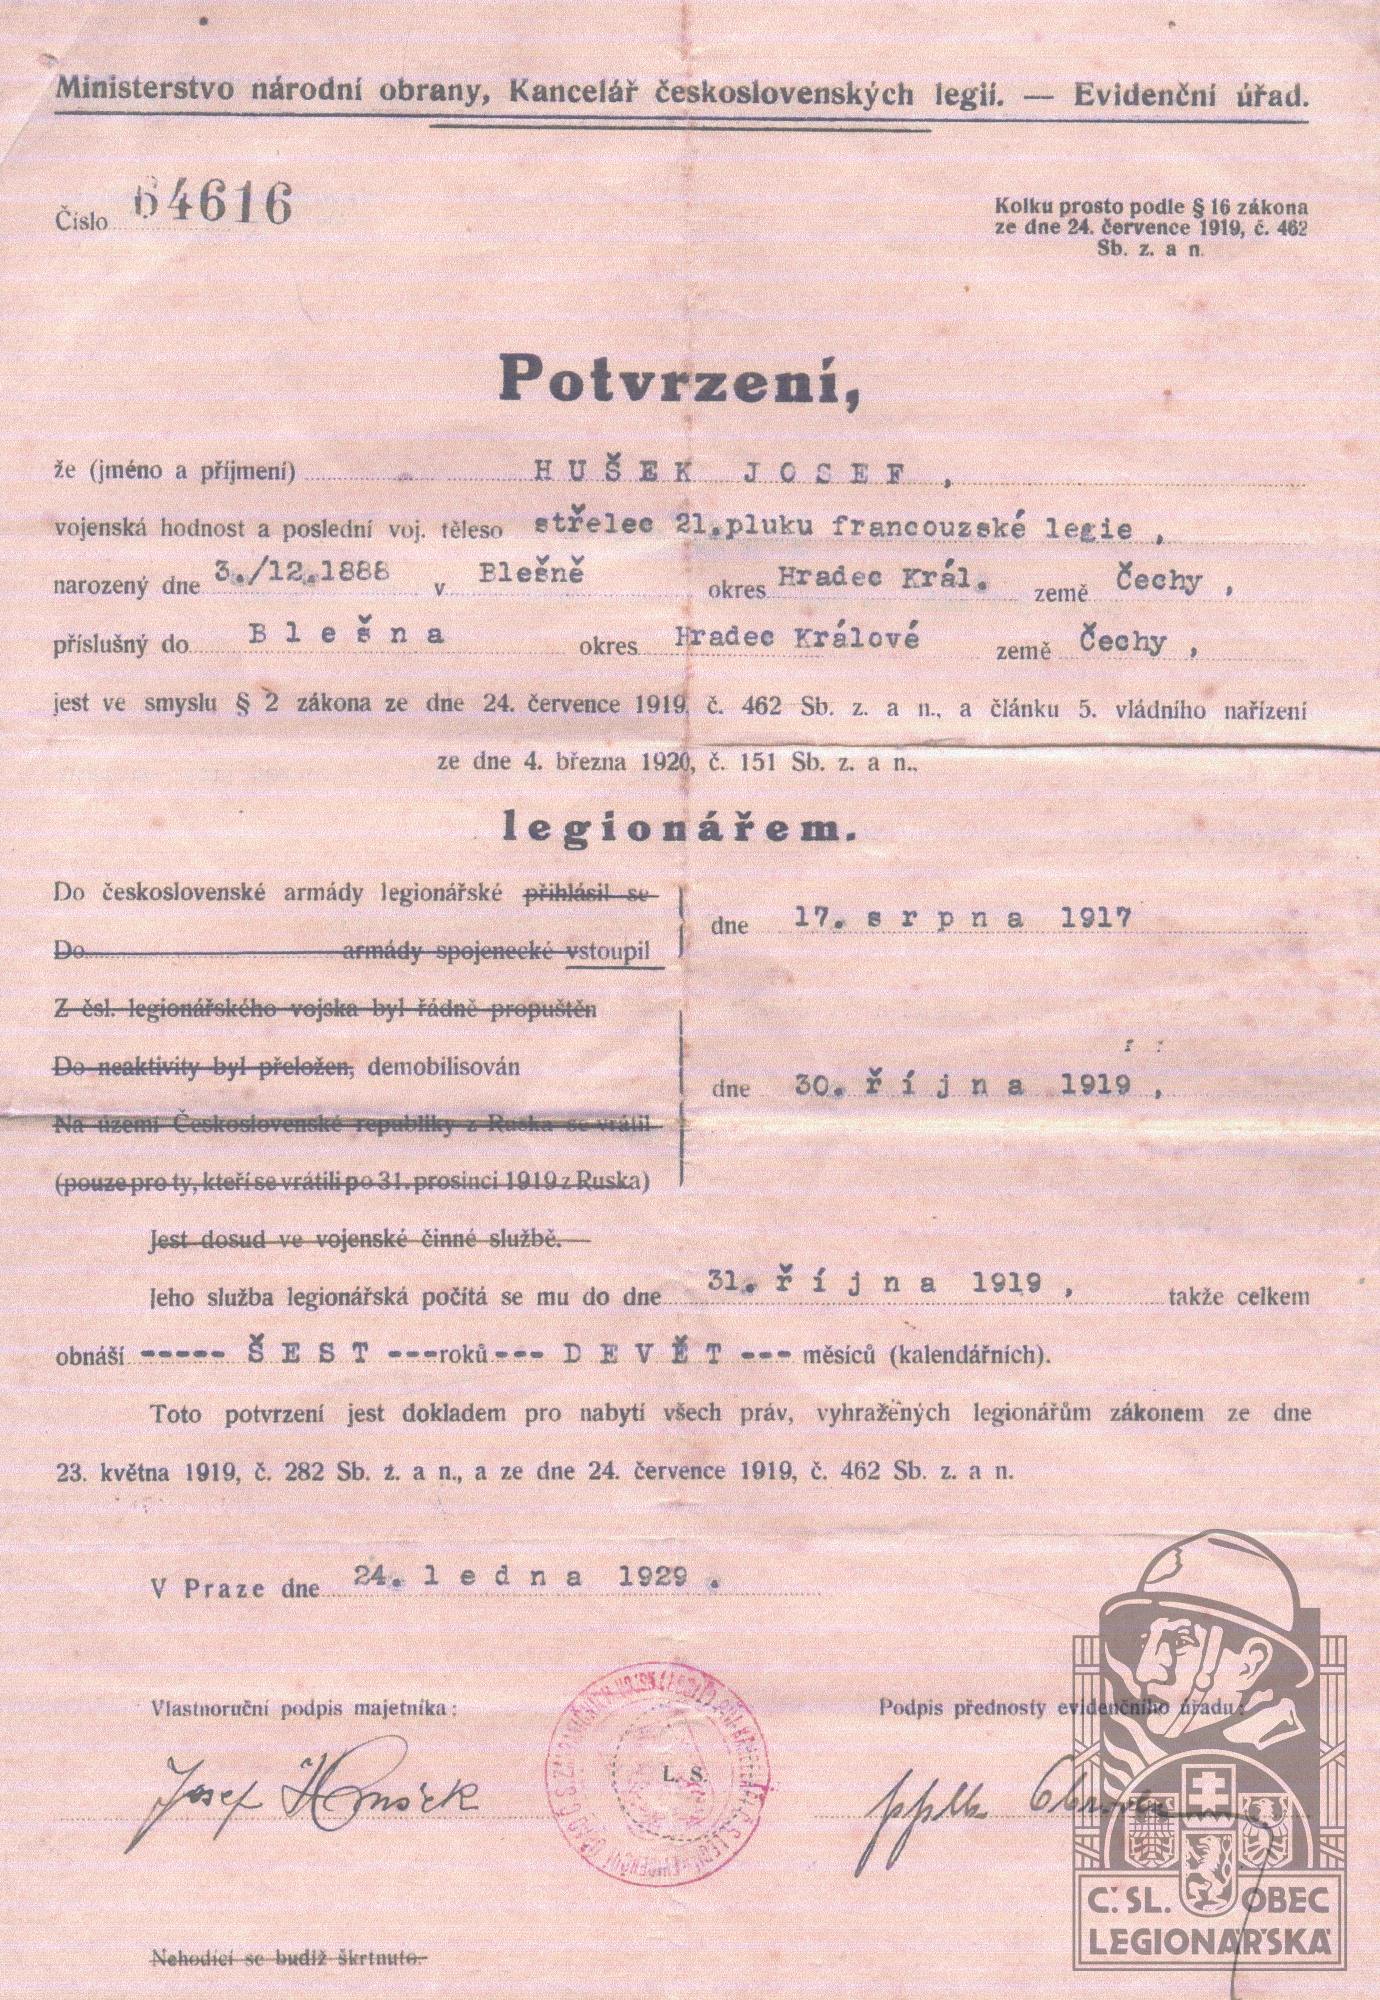 Ministerstvo národní obrany, Kancelář československých legií. — Evidenční úřad.
Číslo 64616
Kolku prosto podle § 16 zákona
ze dne 24. července 1919, č. 462
Sb. z. a n.
Potvrzení,
že (jméno a příjmení) HUŠEK JOSEF ,
vojenská hodnost a poslední voj. těleso střelec 21.pluku francouzské legie ,
narozený dne 3./12.1888 v Blešně okres Hradec Král. země Čechy ,
příslušný do Blešna okres Hradec Králové země Čechy ,
jest ve smyslu § 2 zákona ze dne 24. července 1919, č. 462 Sb. z. a n., a článku 5. vládního nařízení
ze dne 4. března 1920, č. 151 Sb. z. a n.,
legionářem.
Do československé armády legionářské přihlásil se
Do armády spojenecké vstoupil
dne 17. srpna 1917
Z čsl. legionářského vojska byl řádně propuštěn
Do neaktivity byl přeložen, demobilisován
dne 30. října 1919 ,
Na území Československé republiky z Ruska se vrátil
(pouze pro ty, kteří se vrátili po 31. prosinci 1919 z Ruska)
Jest dosud ve vojenské činné službě.
Jeho služba legionářská počítá se mu do dne 31. října 1919 , takže celkem
obnáší ----- ŠEST --- roků --- DEVĚT --- měsíců (kalendářních).
Toto potvrzení jest dokladem pro nabytí všech práv, vyhražených legionářům zákonem ze dne
23. května 1919, č. 282 Sb. z. a n., a ze dne 24. července 1919, č. 462 Sb. z. a n.
V Praze dne 24. ledna 1929 .
Vlastnoruční podpis majetníka:
Podpis přednosty evidenčního úřadu:
Josef Hušek
L. S.
pplk
Č. SL. OBEC
LEGIONÁŘSKÁ
Nehodící se budiž škrtnuto.